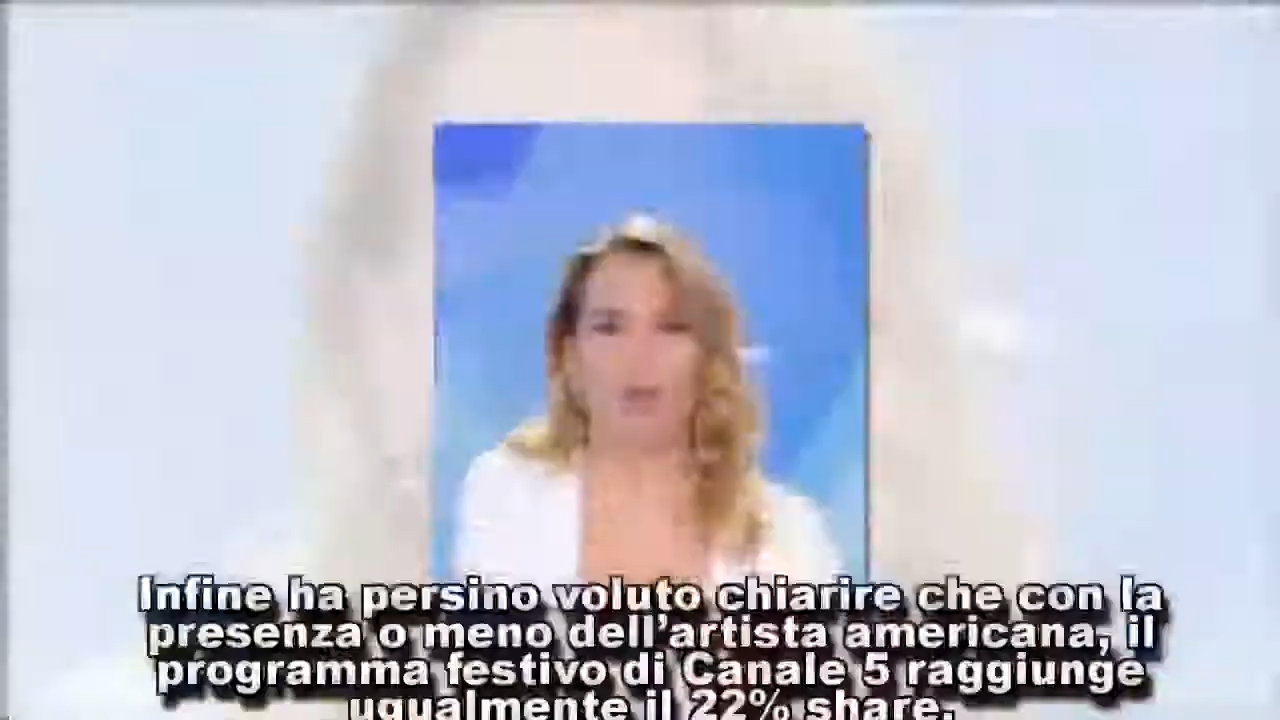 Infine ha persino voluto chiarire che con la
presenza o meno dell'artista americana, il
programma festivo di Canale 5 raggiunge
ugualmente il 22% share.